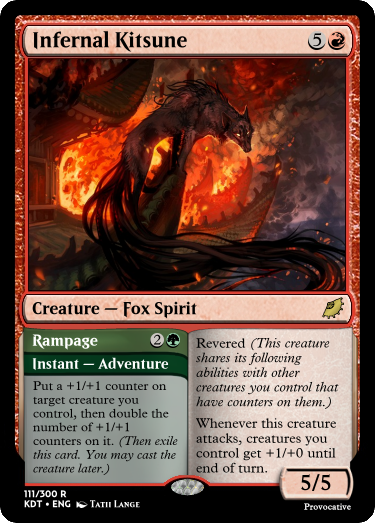 Infernal Kitsune 5
Creature — Fox Spirit
Rampage 2
Instant — Adventure
Put a +1/+1 counter on
target creature you
control, then double the
number of +1/+1
counters on it. (Then exile
this card. You may cast the
creature later.)
Revered (This creature
shares its following
abilities with other
creatures you control that
have counters on them.)
Whenever this creature
attacks, creatures you
control get +1/+0 until
end of turn.
5/5
111/300 R
KDT • ENG Tatii Lange
Provocative